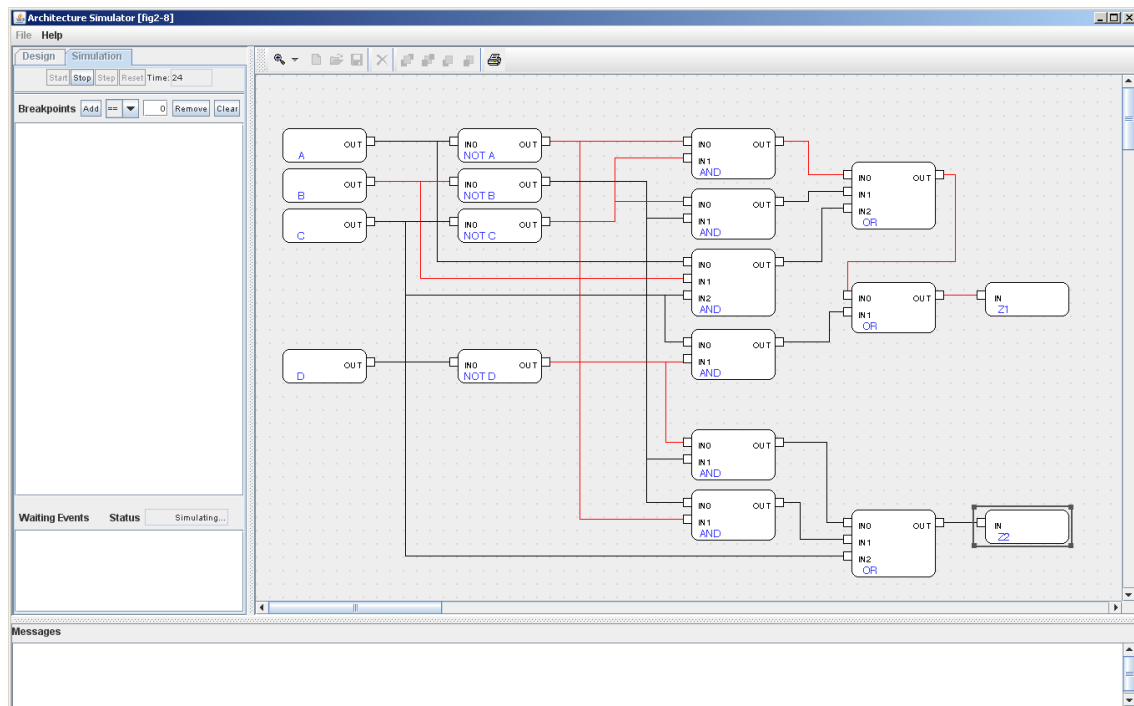 Architecture Simulator [fig2-8]
File Help
Design Simulation
Start Stop Step Reset Time: 24
Breakpoints Add == 0 Remove Clear
OUT
A
IN0 OUT
NOT A
IN0 OUT
IN1
AND
OUT
B
IN0 OUT
NOT B
IN0 OUT
IN1
IN2
OR
OUT
C
IN0 OUT
NOT C
IN0 OUT
IN1
AND
IN0 OUT
IN1
IN2
AND
IN0 OUT
IN1
OR
IN
Z1
OUT
D
IN0 OUT
NOT D
IN0 OUT
IN1
AND
IN0 OUT
IN1
AND
IN0 OUT
IN1
AND
IN0 OUT
IN1
IN2
OR
IN
Z2
Waiting Events Status Simulating...
Messages